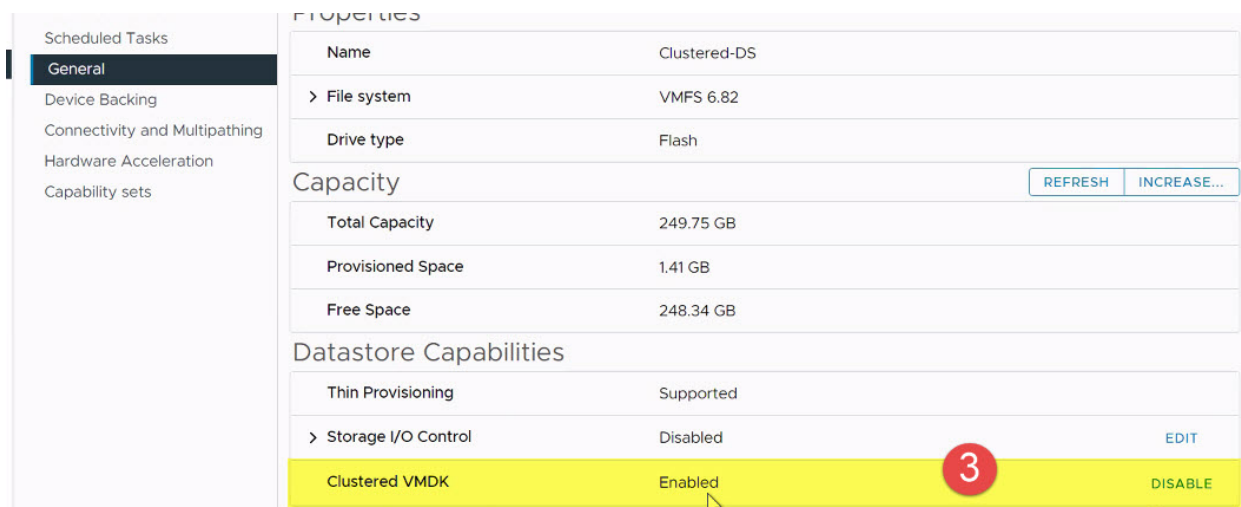 Properties
Scheduled Tasks
General
Device Backing
Connectivity and Multipathing
Hardware Acceleration
Capability sets
Name Clustered-DS
File system VMFS 6.82
Drive type Flash
Capacity REFRESH INCREASE...
Total Capacity 249.75 GB
Provisioned Space 1.41 GB
Free Space 248.34 GB
Datastore Capabilities
Thin Provisioning Supported
Storage I/O Control Disabled EDIT
Clustered VMDK Enabled 3 DISABLE